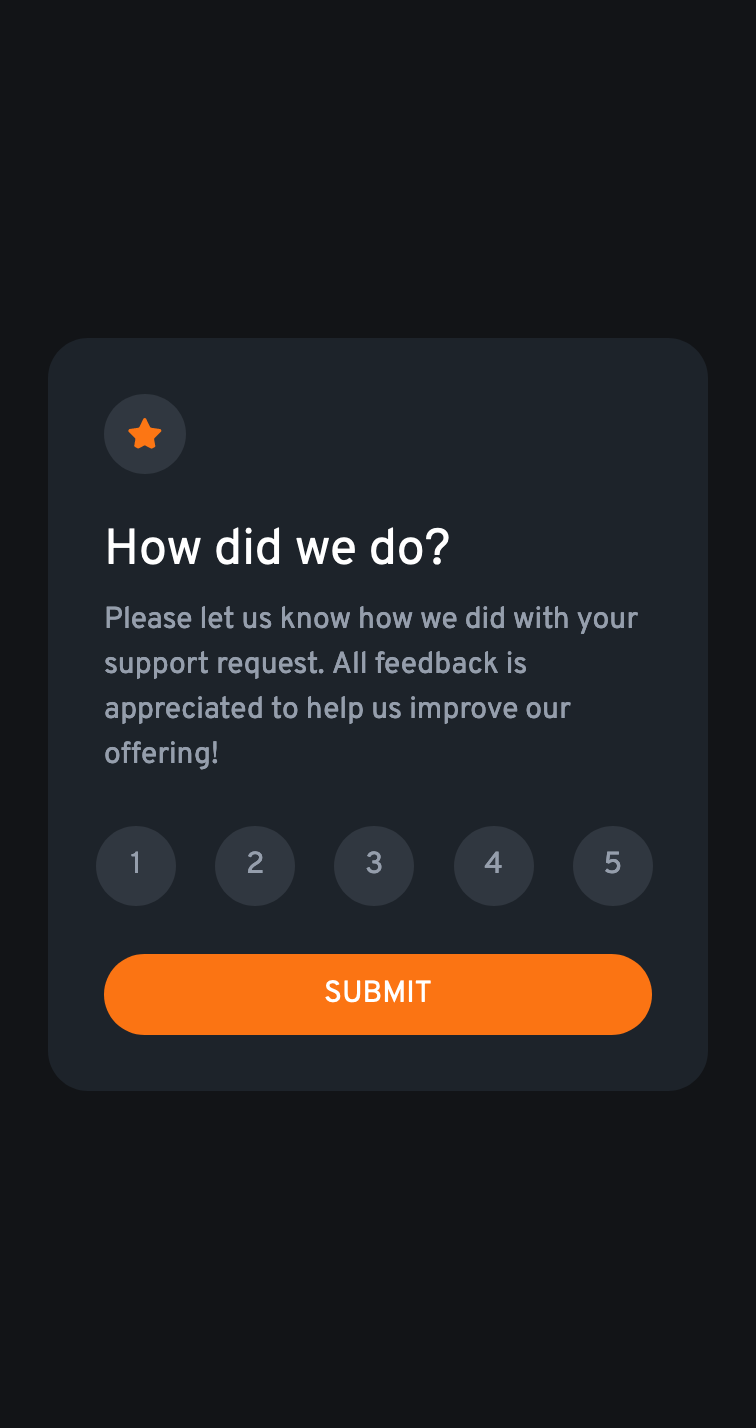 How did we do?
Please let us know how we did with your
support request. All feedback is
appreciated to help us improve our
offering!
1 2 3 4 5
SUBMIT